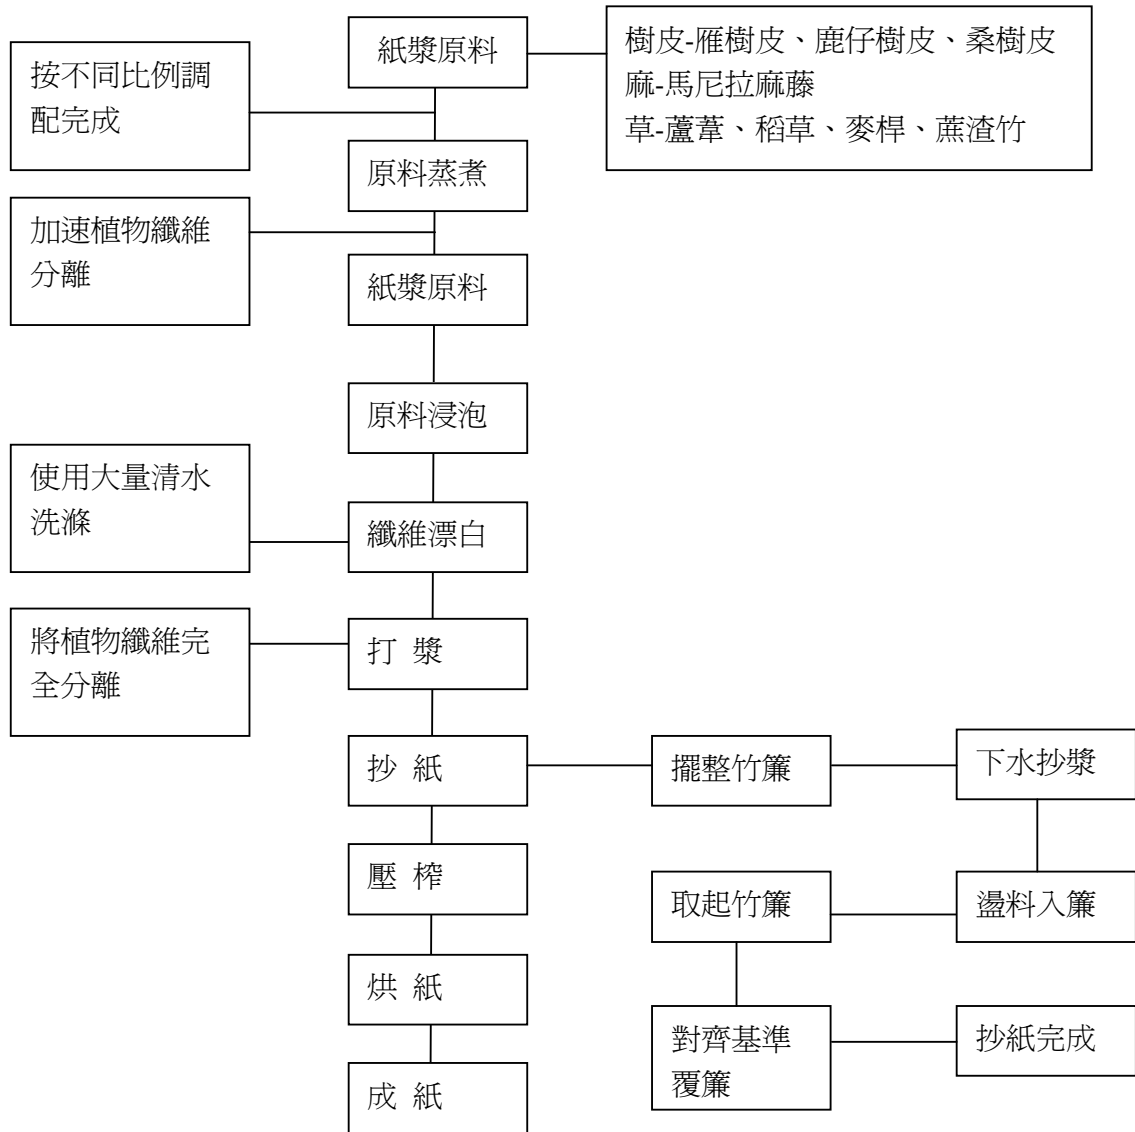 紙漿原料
樹皮-雁樹皮、鹿仔樹皮、桑樹皮
麻-馬尼拉麻藤
草-蘆葦、稻草、麥桿、蔗渣竹
按不同比例調
配完成
原料蒸煮
加速植物纖維
分離
紙漿原料
原料浸泡
使用大量清水
洗滌
纖維漂白
將植物纖維完
全分離
打 漿
抄 紙
擺整竹簾
下水抄漿
壓 榨
取起竹簾
盪料入簾
烘 紙
對齊基準
覆簾
抄紙完成
成 紙